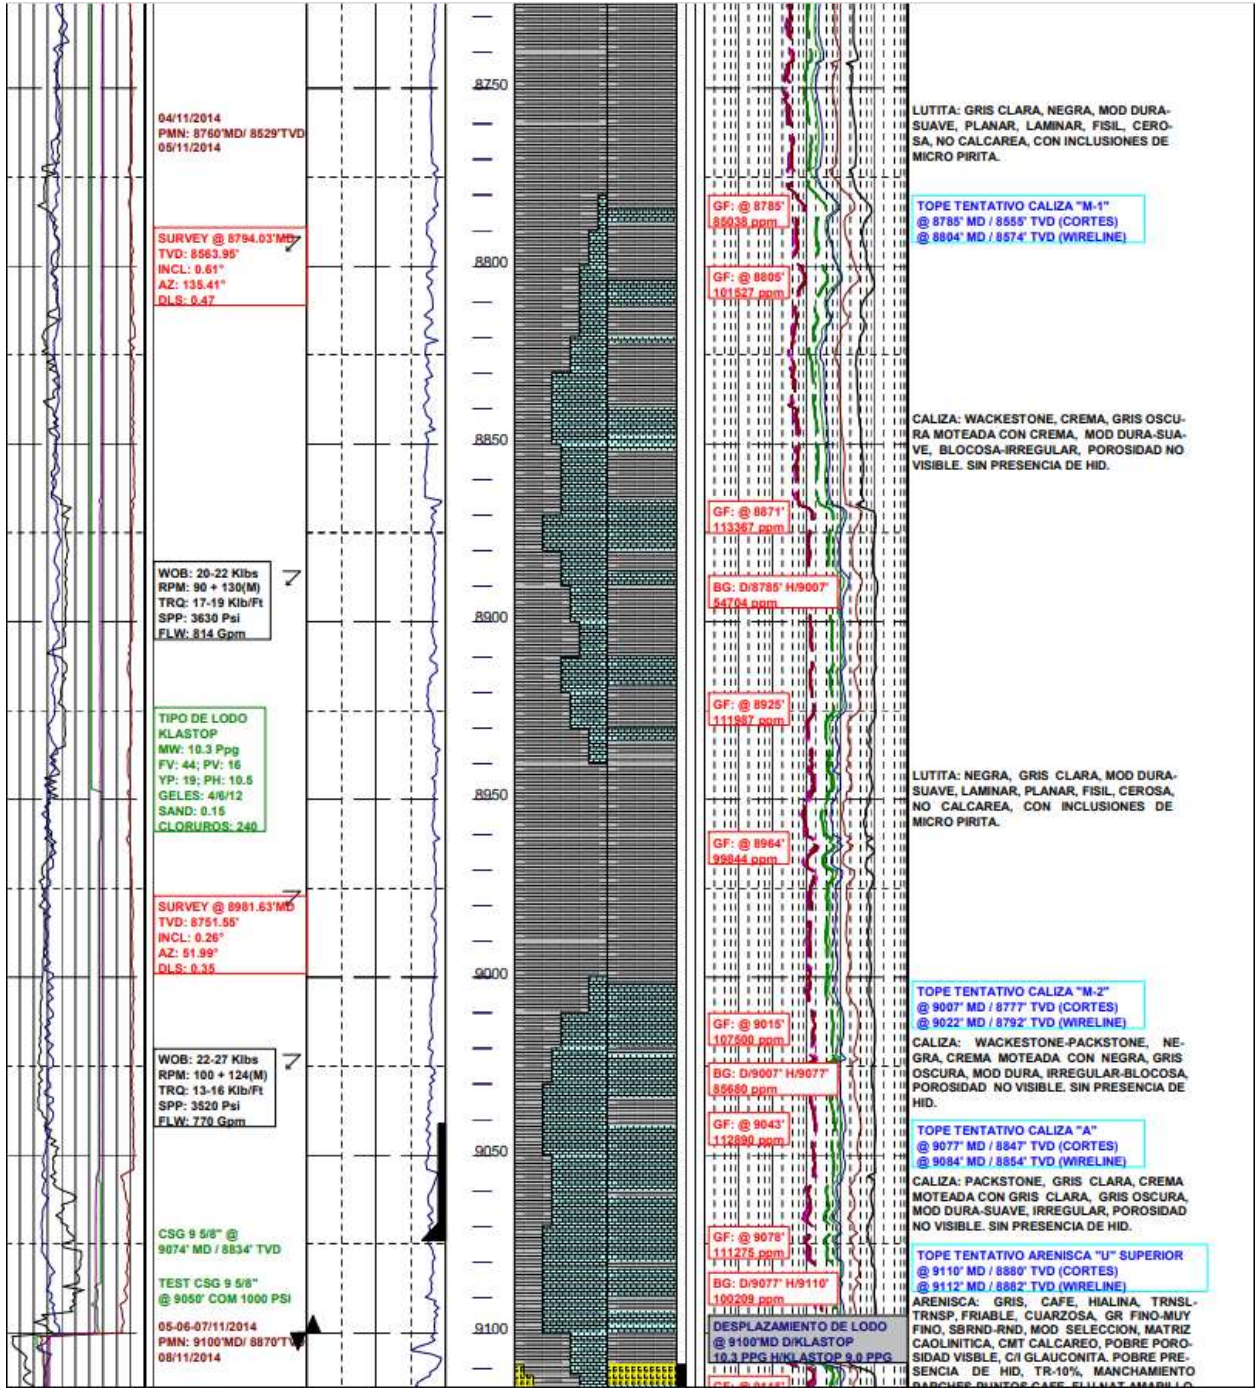 04/11/2014
PMN: 8760'MD/ 8529'TVD
05/11/2014
SURVEY @ 8794.03'MD
TVD: 8563.95'
INCL: 0.61°
AZ: 135.41°
DLS: 0.47
WOB: 20-22 Klbs
RPM: 90 + 130(M)
TRQ: 17-19 Klb/Ft
SPP: 3630 Psi
FLW: 814 Gpm
TIPO DE LODO
KLASTOP
MW: 10.3 Ppg
FV: 44; PV: 16
YP: 19; PH: 10.5
GELES: 4/6/12
SAND: 0.15
CLORUROS: 240
SURVEY @ 8981.63'MD
TVD: 8751.55'
INCL: 0.26°
AZ: 51.99°
DLS: 0.35
WOB: 22-27 Klbs
RPM: 100 + 124(M)
TRQ: 13-16 Klb/Ft
SPP: 3520 Psi
FLW: 770 Gpm
CSG 9 5/8" @
9074' MD / 8834' TVD
TEST CSG 9 5/8"
@ 9050' COM 1000 PSI
05-06-07/11/2014
PMN: 9100'MD/ 8870'TVD
08/11/2014
8750
8800
8850
8900
8950
9000
9050
9100
GF: @ 8785'
85038 ppm
GF: @ 8805'
101527 ppm
GF: @ 8871'
113367 ppm
BG: D/8785' H/9007'
54704 ppm
GF: @ 8925'
111987 ppm
GF: @ 8964'
99844 ppm
GF: @ 9015'
107500 ppm
BG: D/9007' H/9077'
85680 ppm
GF: @ 9043'
112890 ppm
GF: @ 9078'
111275 ppm
BG: D/9077' H/9110'
100209 ppm
DESPLAZAMIENTO DE LODO
@ 9100'MD D/KLASTOP
10.3 PPG H/KLASTOP 9.0 PPG
LUTITA: GRIS CLARA, NEGRA, MOD DURA-
SUAVE, PLANAR, LAMINAR, FISIL, CERO-
SA, NO CALCAREA, CON INCLUSIONES DE
MICRO PIRITA.
TOPE TENTATIVO CALIZA "M-1"
@ 8785' MD / 8555' TVD (CORTES)
@ 8804' MD / 8574' TVD (WIRELINE)
CALIZA: WACKESTONE, CREMA, GRIS OSCU-
RA MOTEADA CON CREMA, MOD DURA-SUA-
VE, BLOCOSA-IRREGULAR, POROSIDAD NO
VISIBLE. SIN PRESENCIA DE HID.
LUTITA: NEGRA, GRIS CLARA, MOD DURA-
SUAVE, LAMINAR, PLANAR, FISIL, CEROSA,
NO CALCAREA, CON INCLUSIONES DE
MICRO PIRITA.
TOPE TENTATIVO CALIZA "M-2"
@ 9007' MD / 8777' TVD (CORTES)
@ 9022' MD / 8792' TVD (WIRELINE)
CALIZA: WACKESTONE-PACKSTONE, NE-
GRA, CREMA MOTEADA CON NEGRA, GRIS
OSCURA, MOD DURA, IRREGULAR-BLOCOSA,
POROSIDAD NO VISIBLE. SIN PRESENCIA DE
HID.
TOPE TENTATIVO CALIZA "A"
@ 9077' MD / 8847' TVD (CORTES)
@ 9084' MD / 8854' TVD (WIRELINE)
CALIZA: PACKSTONE, GRIS CLARA, CREMA
MOTEADA CON GRIS CLARA, GRIS OSCURA,
MOD DURA-SUAVE, IRREGULAR, POROSIDAD
NO VISIBLE. SIN PRESENCIA DE HID.
TOPE TENTATIVO ARENISCA "U" SUPERIOR
@ 9110' MD / 8880' TVD (CORTES)
@ 9112' MD / 8882' TVD (WIRELINE)
ARENISCA: GRIS, CAFE, HIALINA, TRNSL-
TRNSP, FRIABLE, CUARZOSA, GR FINO-MUY
FINO, SBRND-RND, MOD SELECCION, MATRIZ
CAOLINITICA, CMT CALCAREO, POBRE PORO-
SIDAD VISBLE, C/I GLAUCONITA. POBRE PRE-
SENCIA DE HID, TR-10%, MANCHAMIENTO